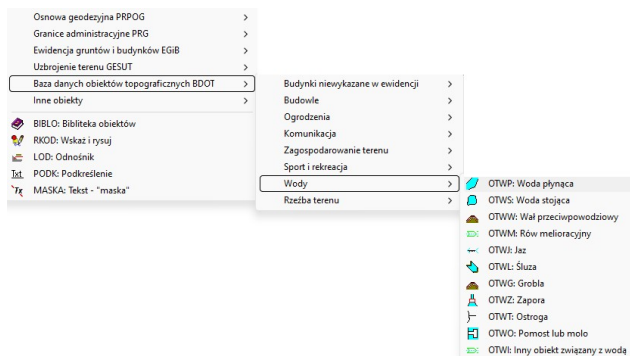 Osnowa geodezyjna PRPOG
Granice administracyjne PRG
Ewidencja gruntów i budynków EGiB
Uzbrojenie terenu GESUT
Baza danych obiektów topograficznych BDOT
Inne obiekty
BIBLO: Bibliteka obiektów
RKOD: Wskaż i rysuj
LOD: Odnośnik
Txt PODK: Podkreślenie
Tx MASKA: Tekst - "maska"
Budynki niewykazane w ewidencji
Budowle
Ogrodzenia
Komunikacja
Zagospodarowanie terenu
Sport i rekreacja
Wody
Rzeźba terenu
OTWP: Woda płynąca
OTWS: Woda stojąca
OTWW: Wał przeciwpowodziowy
OTWM: Rów melioracyjny
OTWJ: Jaz
OTWL: Śluza
OTWG: Grobla
OTWZ: Zapora
OTWT: Ostroga
OTWO: Pomost lub molo
OTWI: Inny obiekt związany z wodą